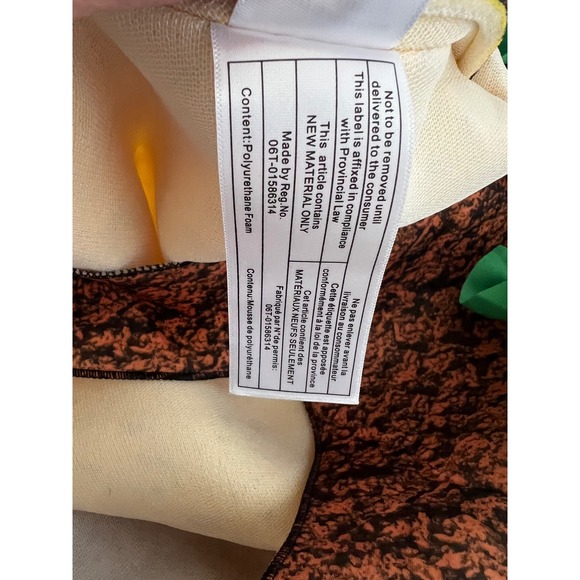 Not to be removed until
delivered to the consumer
This label is affixed in compliance
with Provincial Law
This article contains
NEW MATERIAL ONLY
Made by Reg.No.
06T-01586314
Content:Polyurethane Foam
Ne pas enlever avant la
livraison au consommateur
Cette étiquette est apposée
conformément à la loi de la province
Cet article contient des
MATÉRIAUX NEUFS SEULEMENT
Fabriqué par N°de permis:
06T-01586314
Contenu:Mousse de polyuréthane